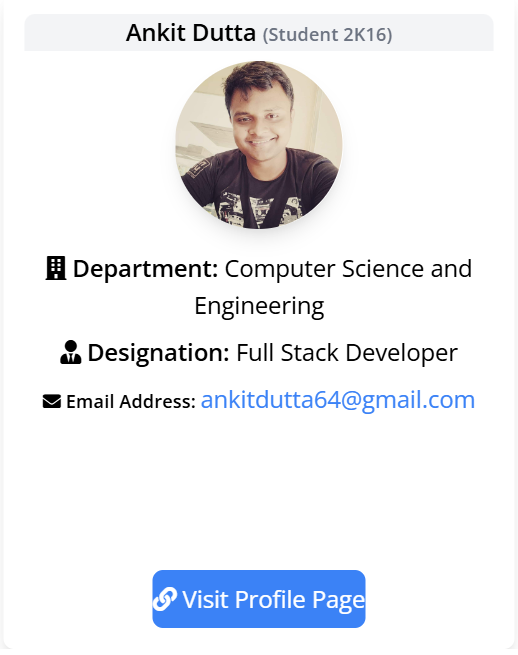 Ankit Dutta (Student 2K16)
Department: Computer Science and
Engineering
Designation: Full Stack Developer
Email Address: ankitdutta64@gmail.com
Visit Profile Page